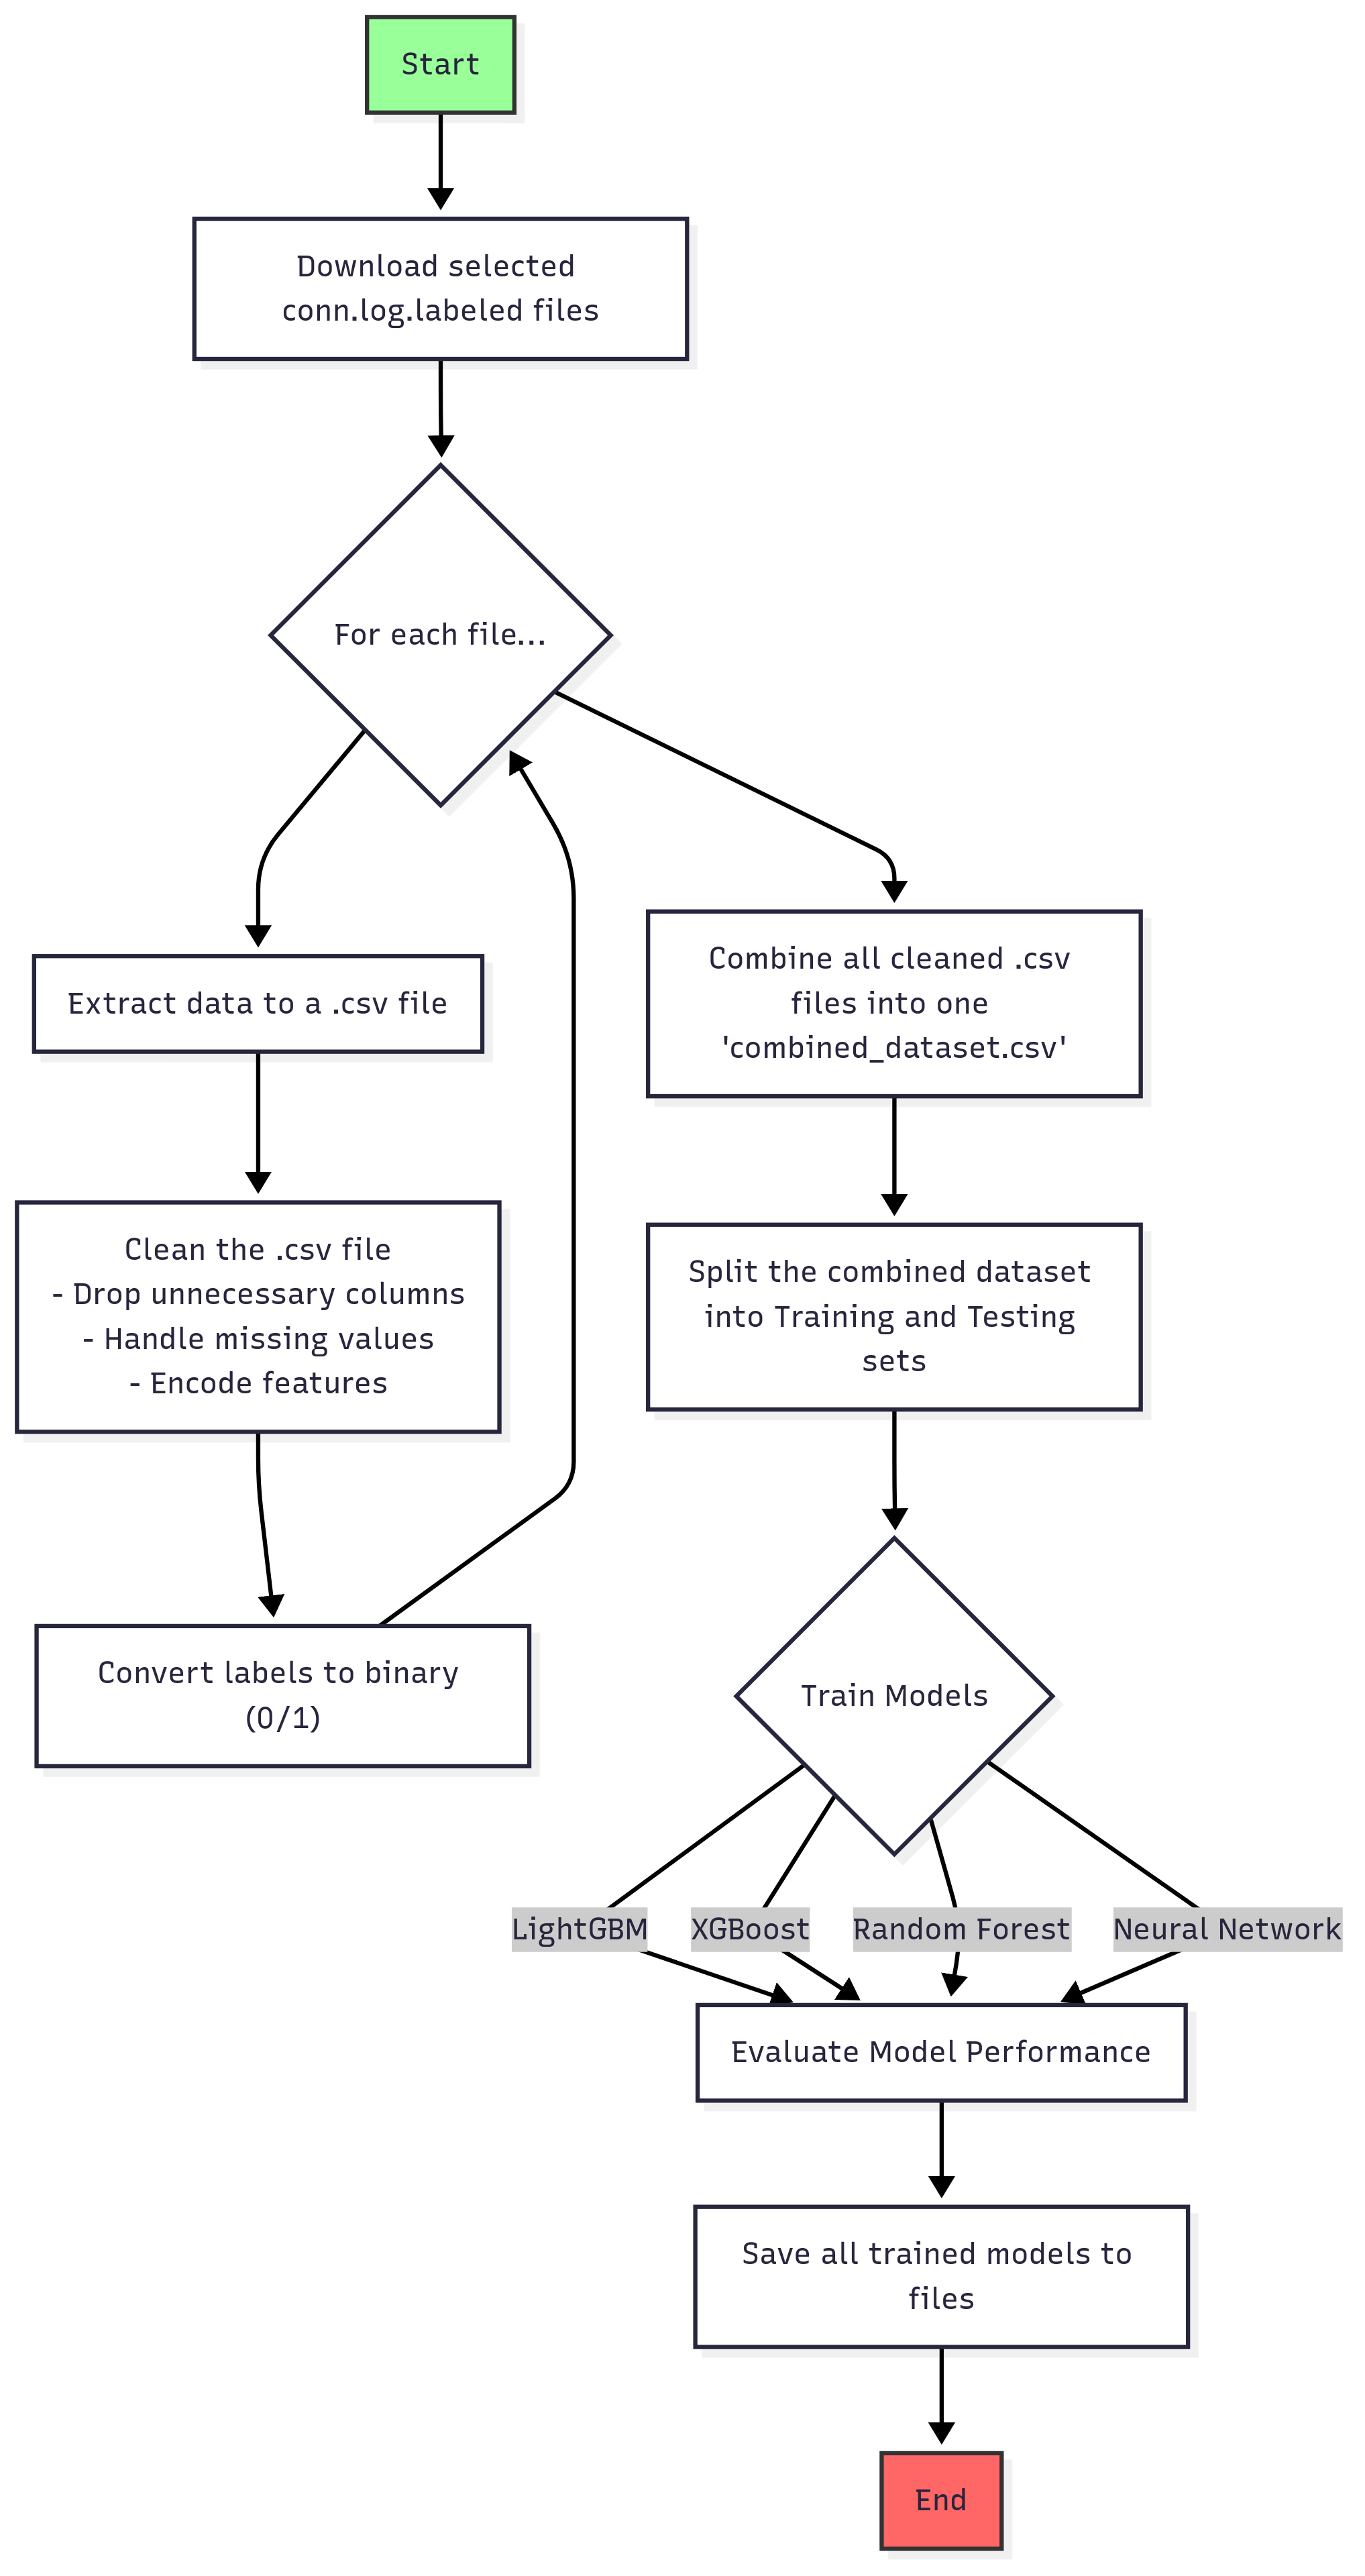 Start
Download selected
conn.log.labeled files
For each file...
Extract data to a .csv file
Clean the .csv file
- Drop unnecessary columns
- Handle missing values
- Encode features
Convert labels to binary
(0/1)
Combine all cleaned .csv
files into one
'combined_dataset.csv'
Split the combined dataset
into Training and Testing
sets
Train Models
LightGBM
XGBoost
Random Forest
Neural Network
Evaluate Model Performance
Save all trained models to
files
End